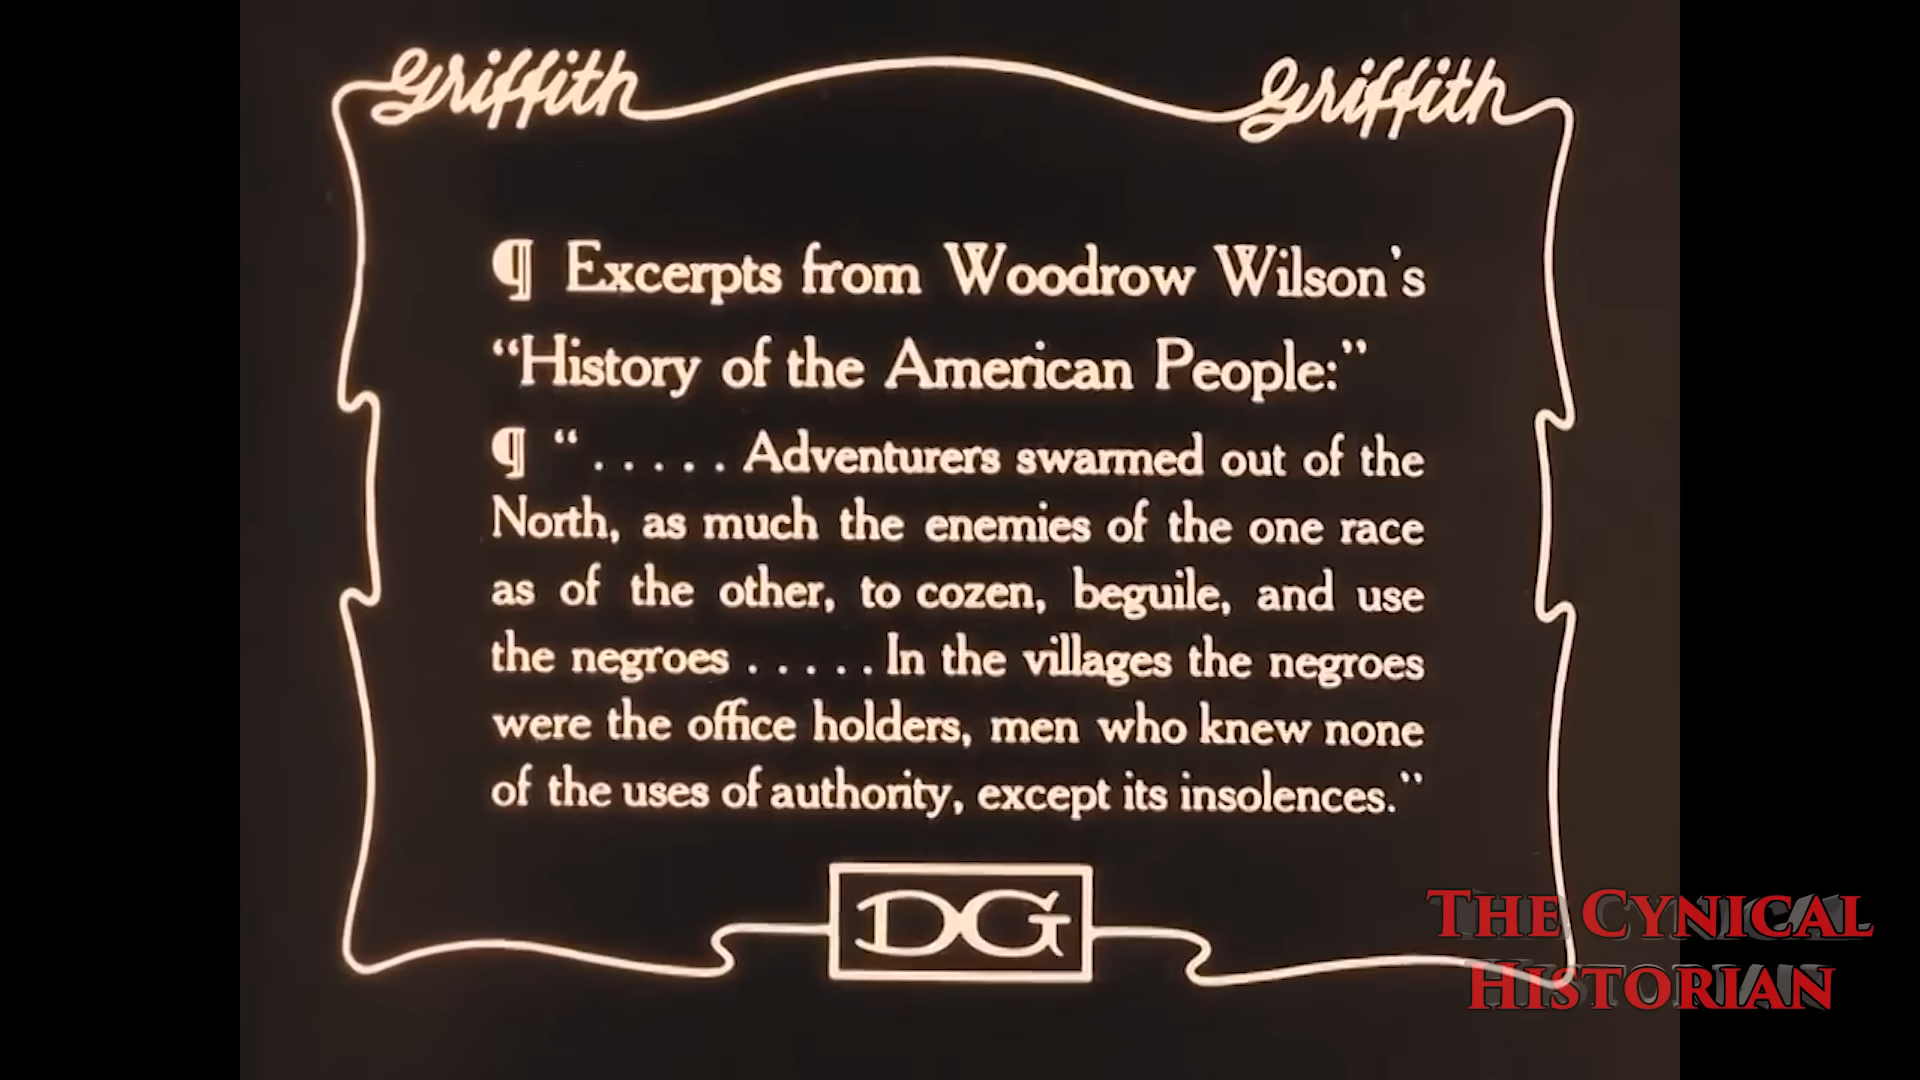 Griffith Griffith
¶ Excerpts from Woodrow Wilson's
“History of the American People:”
¶ “ . . . . . Adventurers swarmed out of the
North, as much the enemies of the one race
as of the other, to cozen, beguile, and use
the negroes . . . . . In the villages the negroes
were the office holders, men who knew none
of the uses of authority, except its insolences.”
DG
THE CYNICAL
HISTORIAN